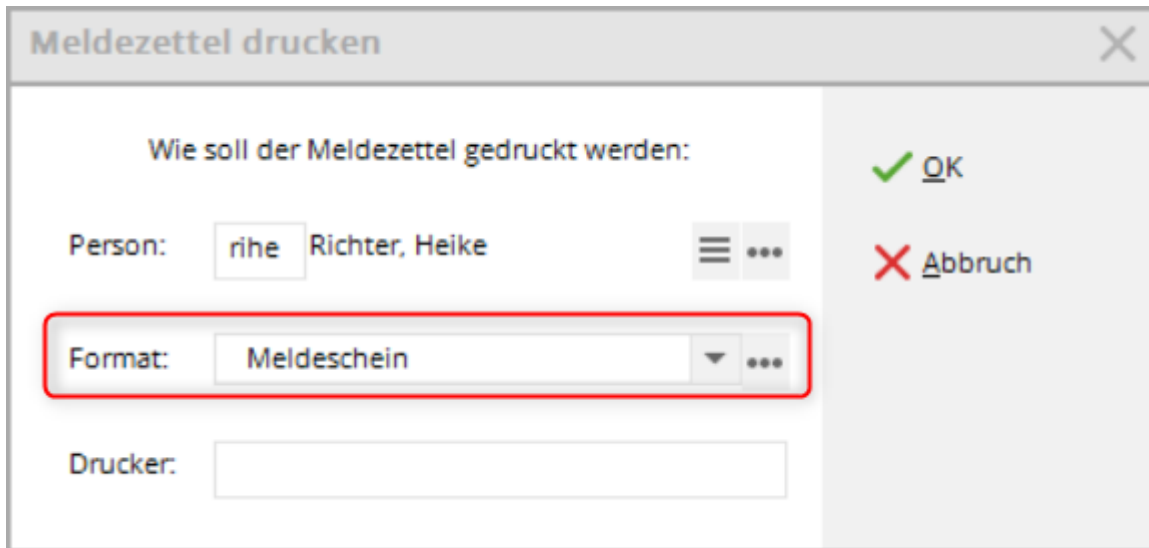 Meldezettel drucken
Wie soll der Meldezettel gedruckt werden:
OK
Person: rihe Richter, Heike
Abbruch
Format: Meldeschein
Drucker: